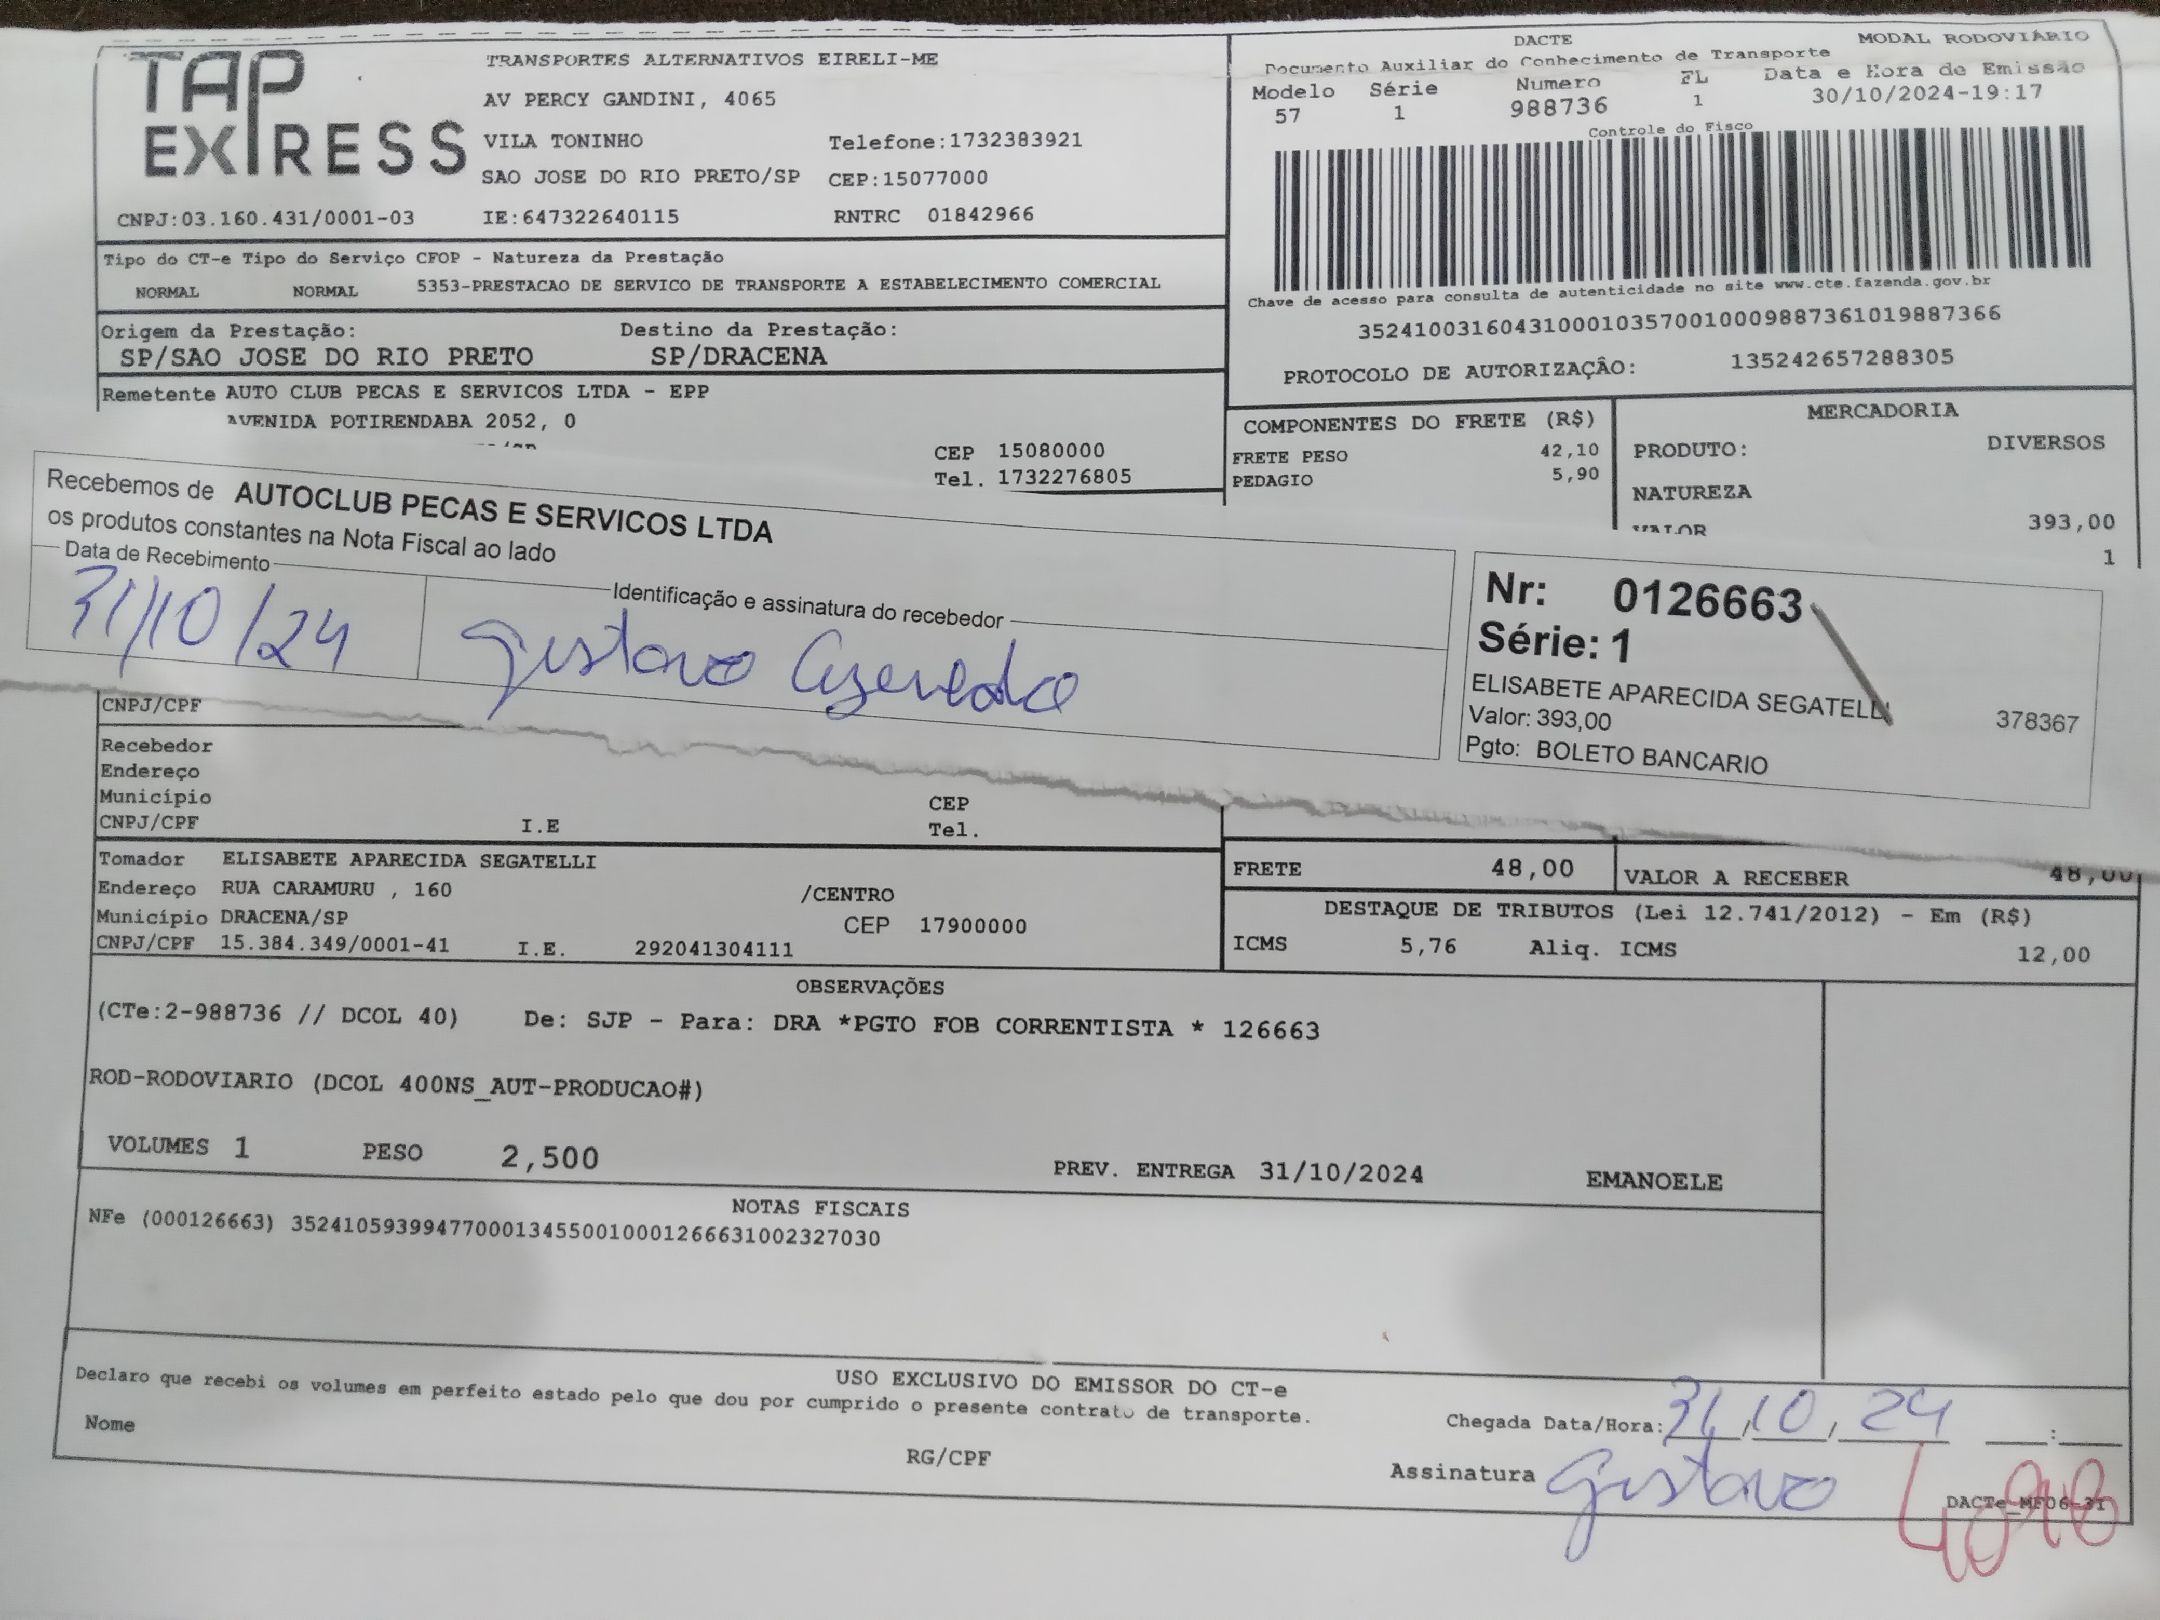 TAP EXPRESS
TRANSPORTES ALTERNATIVOS EIRELI-ME
AV PERCY GANDINI, 4065
VILA TONINHO Telefone:1732383921
SAO JOSE DO RIO PRETO/SP CEP:15077000
CNPJ:03.160.431/0001-03 IE:647322640115 RNTRC 01842966
DACTE MODAL RODOVIÁRIO
Documento Auxiliar do Conhecimento de Transporte
Modelo Série Numero FL Data e Hora de Emissão
57 1 988736 1 30/10/2024-19:17
Controle do Fisco
Chave de acesso para consulta de autenticidade no site www.cte.fazenda.gov.br
35241003160431000103570010009887361019887366
PROTOCOLO DE AUTORIZAÇÃO: 135242657288305
Tipo do CT-e Tipo do Serviço CFOP - Natureza da Prestação
NORMAL NORMAL 5353-PRESTACAO DE SERVICO DE TRANSPORTE A ESTABELECIMENTO COMERCIAL
Origem da Prestação: Destino da Prestação:
SP/SAO JOSE DO RIO PRETO SP/DRACENA
Remetente AUTO CLUB PECAS E SERVICOS LTDA - EPP
AVENIDA POTIRENDABA 2052, 0
CEP 15080000
Tel. 1732276805
COMPONENTES DO FRETE (R$)
FRETE PESO 42,10
PEDAGIO 5,90
MERCADORIA
PRODUTO: DIVERSOS
NATUREZA
VALOR 393,00
1
Recebemos de AUTOCLUB PECAS E SERVICOS LTDA
os produtos constantes na Nota Fiscal ao lado
Data de Recebimento Identificação e assinatura do recebedor
31/10/24 Gustavo Azevedo
Nr: 0126663
Série: 1
ELISABETE APARECIDA SEGATELLI
Valor: 393,00 378367
Pgto: BOLETO BANCARIO
CNPJ/CPF
Recebedor
Endereço
Município CEP
CNPJ/CPF I.E Tel.
Tomador ELISABETE APARECIDA SEGATELLI
Endereço RUA CARAMURU , 160 /CENTRO
Município DRACENA/SP CEP 17900000
CNPJ/CPF 15.384.349/0001-41 I.E. 292041304111
FRETE 48,00 VALOR A RECEBER 48,00
DESTAQUE DE TRIBUTOS (Lei 12.741/2012) - Em (R$)
ICMS 5,76 Aliq. ICMS 12,00
OBSERVAÇÕES
(CTe:2-988736 // DCOL 40) De: SJP - Para: DRA *PGTO FOB CORRENTISTA * 126663
ROD-RODOVIARIO (DCOL 400NS_AUT-PRODUCAO#)
VOLUMES 1 PESO 2,500 PREV. ENTREGA 31/10/2024 EMANOELE
NOTAS FISCAIS
NFe (000126663) 35241059399477000134550010001266631002327030
USO EXCLUSIVO DO EMISSOR DO CT-e
Declaro que recebi os volumes em perfeito estado pelo que dou por cumprido o presente contrato de transporte.
Nome RG/CPF
Chegada Data/Hora: 31,10,24 :
Assinatura Gustavo
DACTe_MF06-31